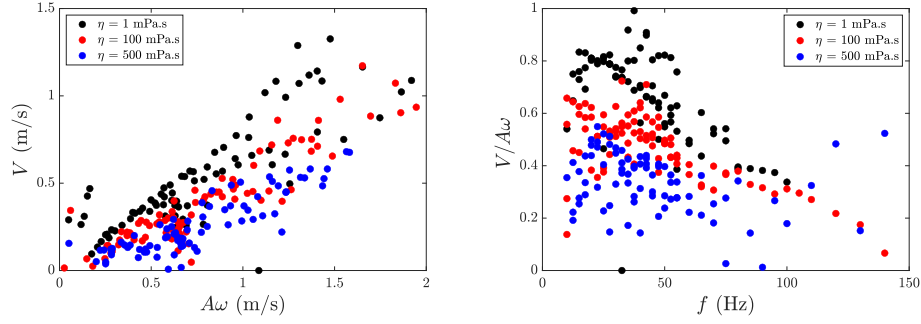 η = 1 mPa.s
η = 100 mPa.s
η = 500 mPa.s
V (m/s)
1.5
1
0.5
0
0
0.5
1
1.5
2
Aω (m/s)
η = 1 mPa.s
η = 100 mPa.s
η = 500 mPa.s
V/Aω
1
0.8
0.6
0.4
0.2
0
0
50
100
150
f (Hz)